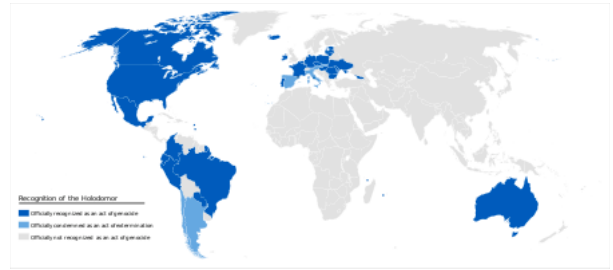 Recognition of the Holodomor
Officially recognized as an act of genocide
Officially condemned as an act of extermination
Officially not recognized as an act of genocide